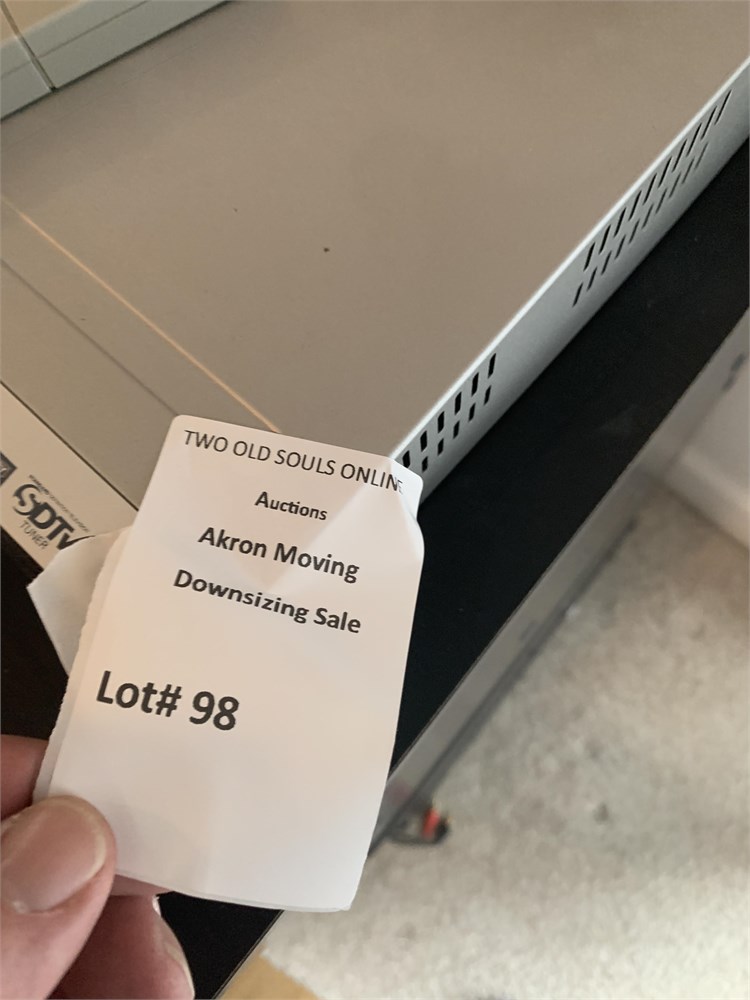 TWO OLD SOULS ONLINE
Auctions
Akron Moving
Downsizing Sale
Lot# 98
SDTV
TUNER